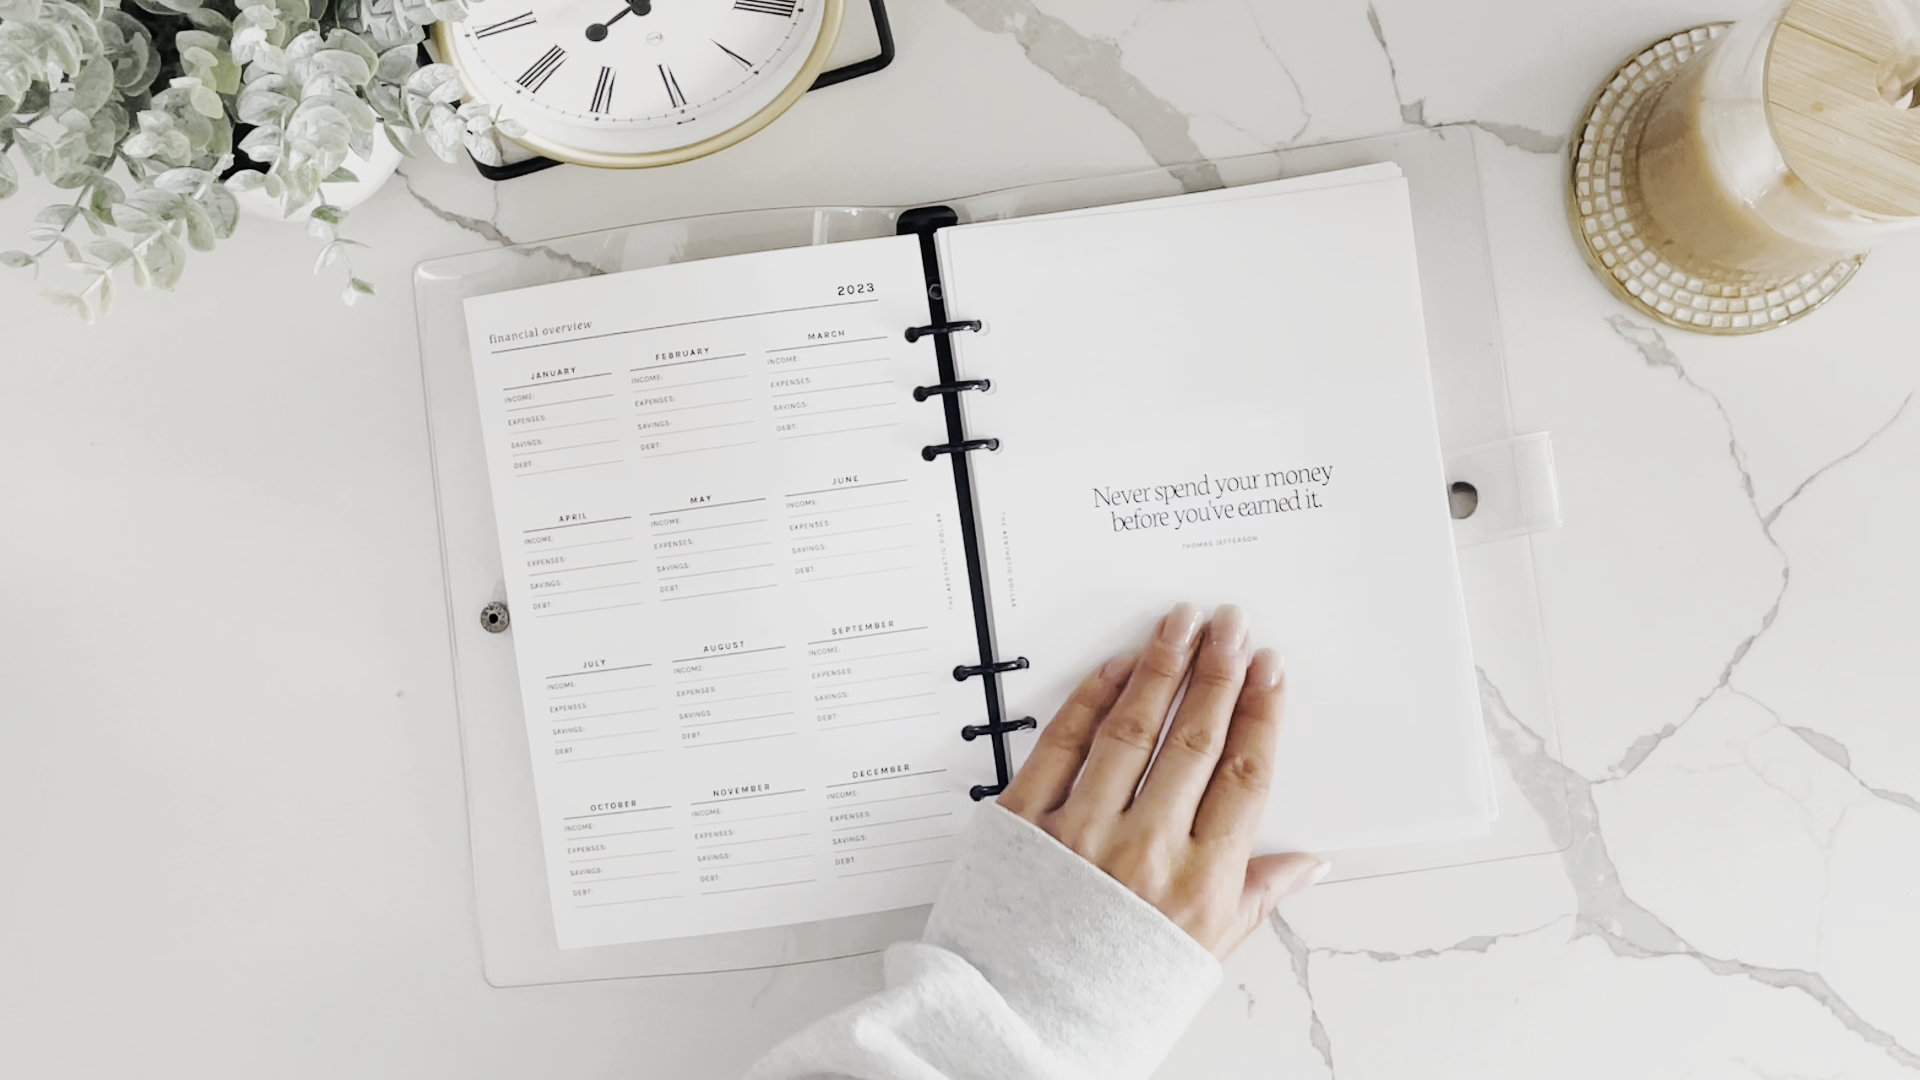 2023
financial overview
JANUARY
INCOME:
EXPENSES:
SAVINGS:
DEBT:
FEBRUARY
INCOME:
EXPENSES:
SAVINGS:
DEBT:
MARCH
INCOME:
EXPENSES:
SAVINGS:
DEBT:
APRIL
INCOME:
EXPENSES:
SAVINGS:
DEBT:
MAY
INCOME:
EXPENSES:
SAVINGS:
DEBT:
JUNE
INCOME:
EXPENSES:
SAVINGS:
DEBT:
JULY
INCOME:
EXPENSES:
SAVINGS:
DEBT:
AUGUST
INCOME:
EXPENSES:
SAVINGS:
DEBT:
SEPTEMBER
INCOME:
EXPENSES:
SAVINGS:
DEBT:
OCTOBER
INCOME:
EXPENSES:
SAVINGS:
DEBT:
NOVEMBER
INCOME:
EXPENSES:
SAVINGS:
DEBT:
DECEMBER
INCOME:
EXPENSES:
SAVINGS:
DEBT:
THE AESTHETIC DOLLAR
THE AESTHETIC DOLLAR
Never spend your money
before you've earned it.
THOMAS JEFFERSON